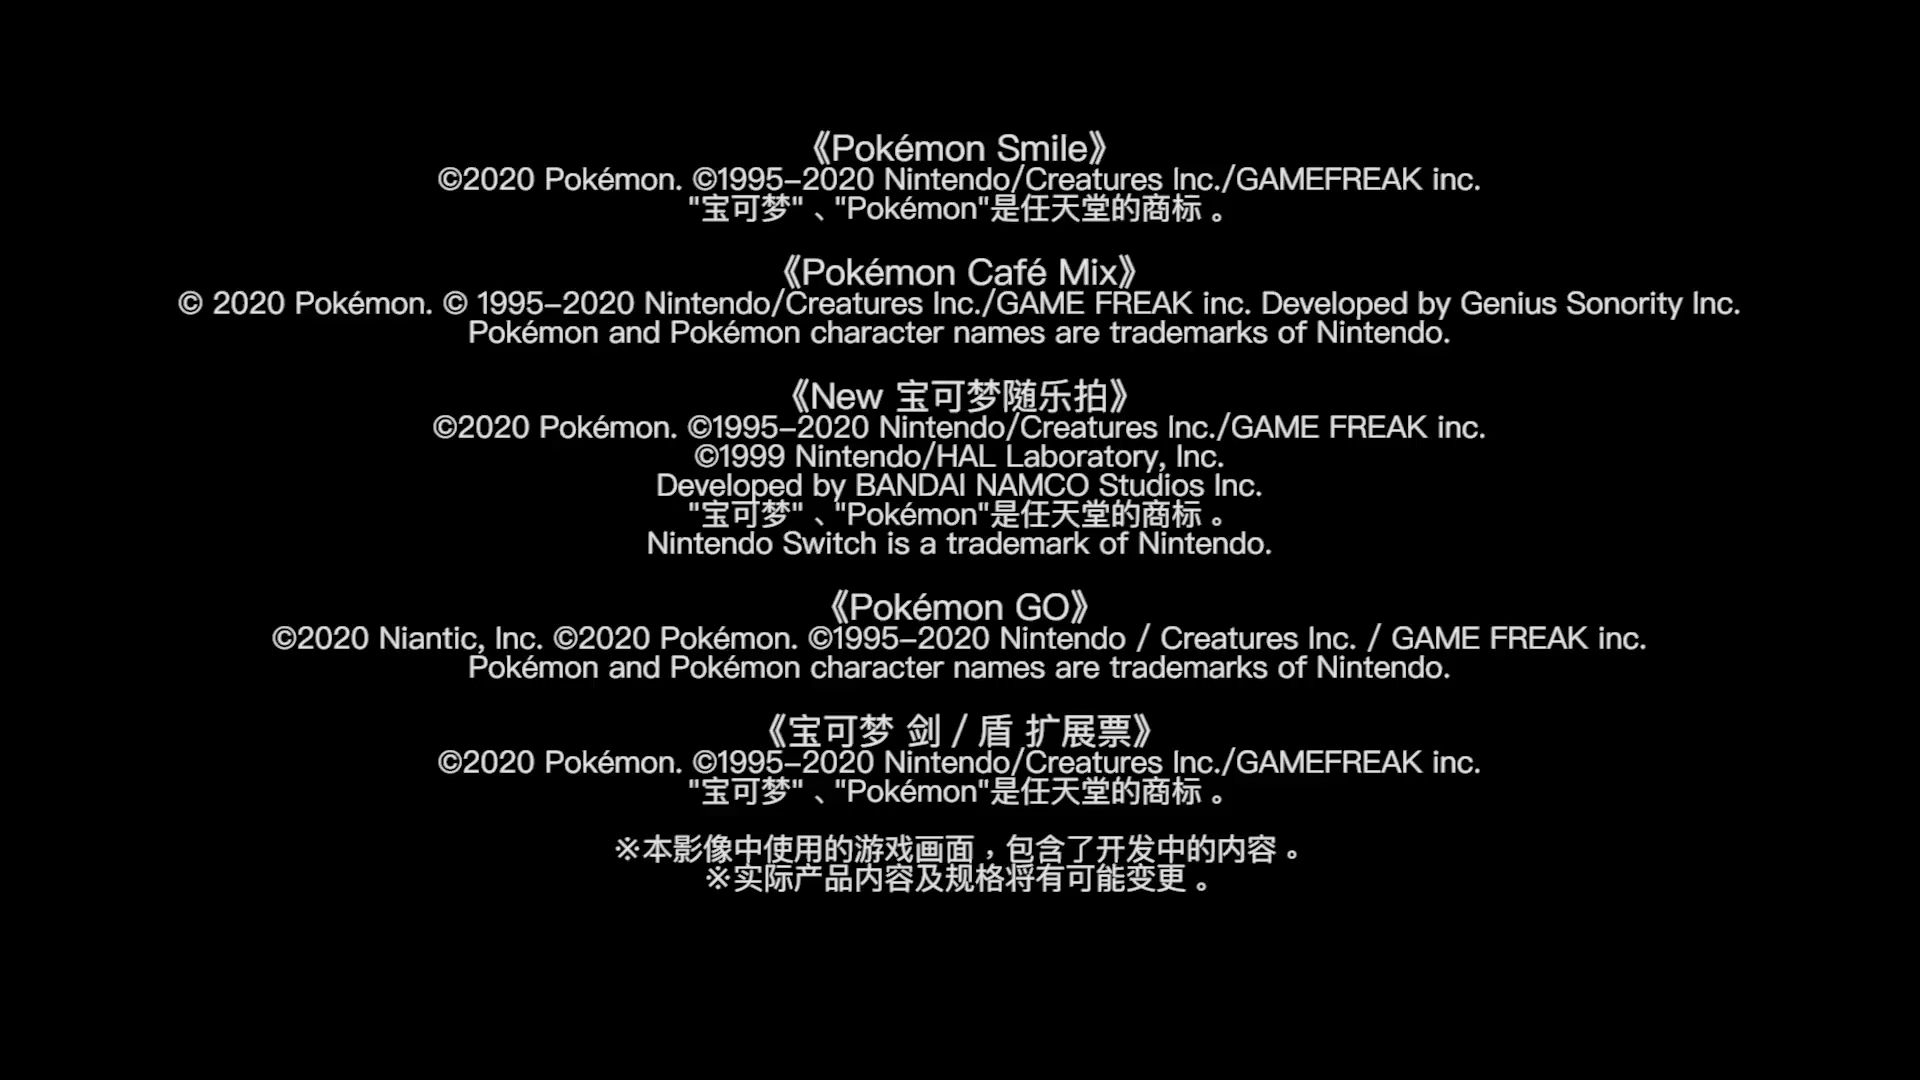 《Pokémon Smile》
©2020 Pokémon. ©1995–2020 Nintendo/Creatures Inc./GAMEFREAK inc.
"宝可梦"、"Pokémon"是任天堂的商标。
《Pokémon Café Mix》
© 2020 Pokémon. © 1995–2020 Nintendo/Creatures Inc./GAME FREAK inc. Developed by Genius Sonority Inc.
Pokémon and Pokémon character names are trademarks of Nintendo.
《New 宝可梦随乐拍》
©2020 Pokémon. ©1995–2020 Nintendo/Creatures Inc./GAME FREAK inc.
©1999 Nintendo/HAL Laboratory, Inc.
Developed by BANDAI NAMCO Studios Inc.
"宝可梦"、"Pokémon"是任天堂的商标。
Nintendo Switch is a trademark of Nintendo.
《Pokémon GO》
©2020 Niantic, Inc. ©2020 Pokémon. ©1995–2020 Nintendo / Creatures Inc. / GAME FREAK inc.
Pokémon and Pokémon character names are trademarks of Nintendo.
《宝可梦 剑 / 盾 扩展票》
©2020 Pokémon. ©1995–2020 Nintendo/Creatures Inc./GAMEFREAK inc.
"宝可梦"、"Pokémon"是任天堂的商标。
※本影像中使用的游戏画面，包含了开发中的内容。
※实际产品内容及规格将有可能变更。